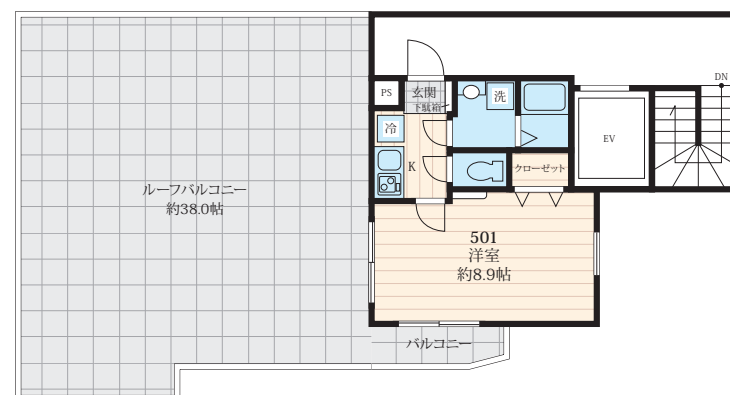 DN
PS
玄関
下駄箱
洗
EV
冷
K
クローゼット
ルーフバルコニー
約38.0帖
501
洋室
約8.9帖
バルコニー